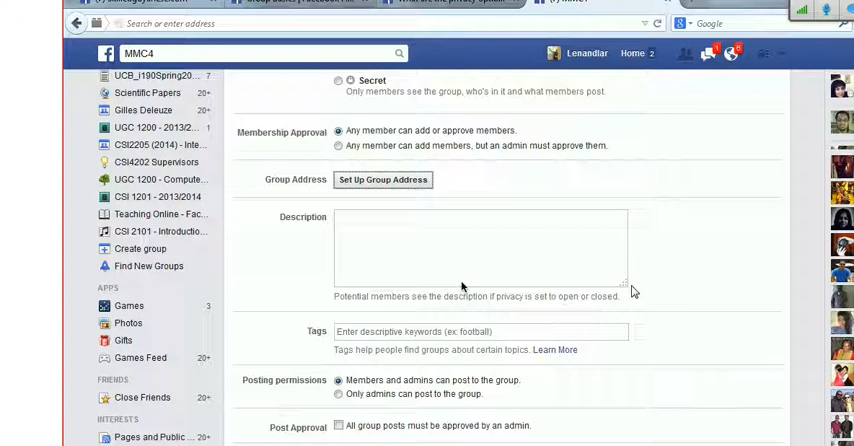 Search or enter address
Google
MMC4
Lenandlar
Home 2
1
6
UCB_i190Spring20... 7
Scientific Papers 20+
Gilles Deleuze 20+
UGC 1200 - 2013/2... 1
CSI2205 (2014) - Inte...
CSI4202 Supervisors
UGC 1200 - Compute...
CSI 1201 - 2013/2014
Teaching Online - Fac...
CSI 2101 - Introductio...
Create group
Find New Groups
APPS
Games 3
Photos
Gifts
Games Feed 20+
FRIENDS
Close Friends 20+
INTERESTS
Pages and Public ... 20+
Secret
Only members see the group, who's in it and what members post.
Membership Approval
Any member can add or approve members.
Any member can add members, but an admin must approve them.
Group Address
Set Up Group Address
Description
Potential members see the description if privacy is set to open or closed.
Tags
Enter descriptive keywords (ex: football)
Tags help people find groups about certain topics. Learn More
Posting permissions
Members and admins can post to the group.
Only admins can post to the group.
Post Approval
All group posts must be approved by an admin.